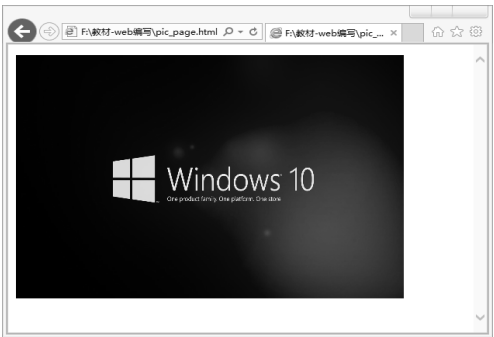 F:\教材-web编写\pic_page.html
F:\教材-web编写\pic_... ×
Windows 10
One product family. One platform. One store